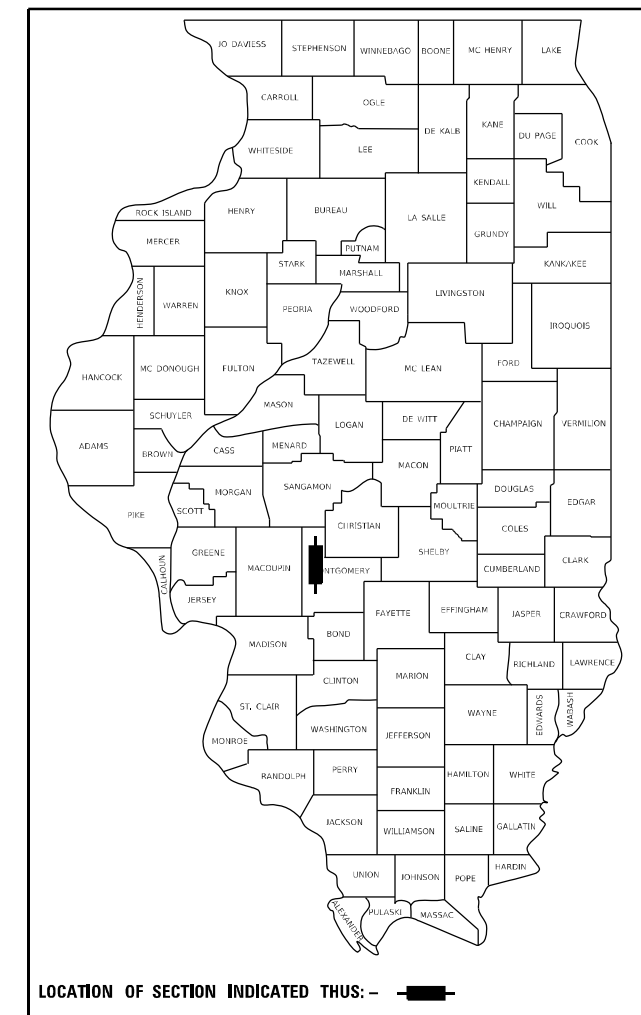 JO DAVIESS
STEPHENSON
WINNEBAGO
BOONE
MC HENRY
LAKE
CARROLL
OGLE
DE KALB
KANE
DU PAGE
COOK
WHITESIDE
LEE
KENDALL
WILL
ROCK ISLAND
HENRY
BUREAU
LA SALLE
GRUNDY
MERCER
PUTNAM
STARK
MARSHALL
KANKAKEE
HENDERSON
WARREN
KNOX
PEORIA
WOODFORD
LIVINGSTON
IROQUOIS
HANCOCK
MC DONOUGH
FULTON
TAZEWELL
MC LEAN
FORD
SCHUYLER
MASON
LOGAN
DE WITT
CHAMPAIGN
VERMILION
ADAMS
BROWN
CASS
MENARD
PIATT
MACON
PIKE
SCOTT
MORGAN
SANGAMON
CHRISTIAN
MOULTRIE
DOUGLAS
EDGAR
COLES
CALHOUN
GREENE
MACOUPIN
ONTGOMERY
SHELBY
CUMBERLAND
CLARK
JERSEY
FAYETTE
EFFINGHAM
JASPER
CRAWFORD
MADISON
BOND
CLAY
RICHLAND
LAWRENCE
CLINTON
MARION
ST. CLAIR
WAYNE
EDWARDS
WABASH
MONROE
WASHINGTON
JEFFERSON
RANDOLPH
PERRY
HAMILTON
WHITE
FRANKLIN
JACKSON
WILLIAMSON
SALINE
GALLATIN
UNION
JOHNSON
POPE
HARDIN
ALEXANDER
PULASKI
MASSAC
LOCATION OF SECTION INDICATED THUS: –